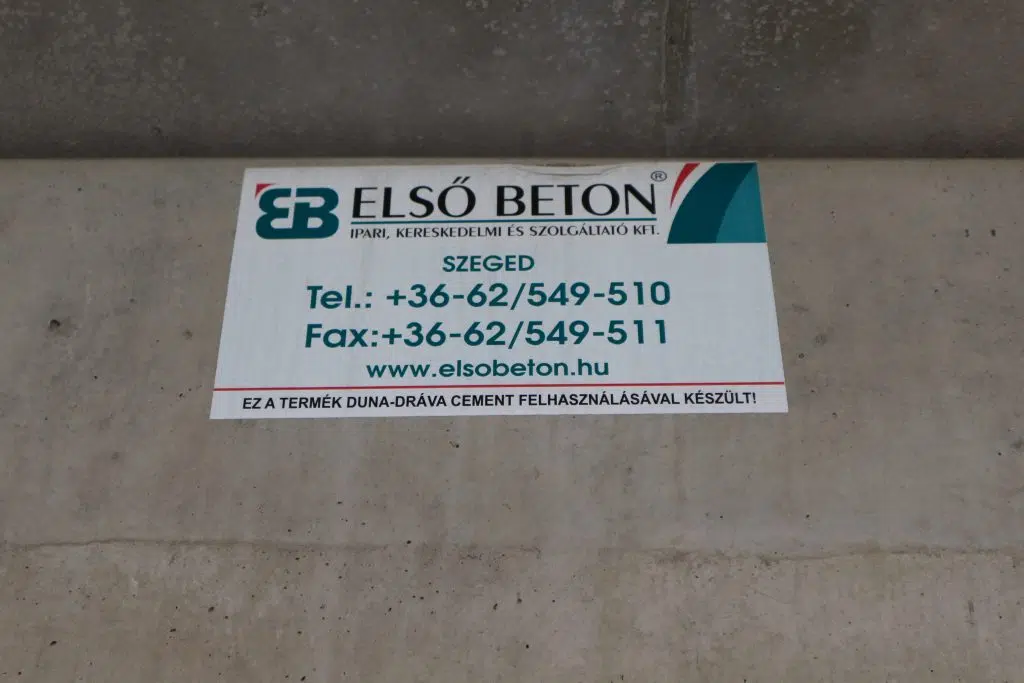 EB ELSŐ BETON®
IPARI, KERESKEDELMI ÉS SZOLGÁLTATÓ KFT.
SZEGED
Tel.: +36-62/549-510
Fax:+36-62/549-511
www.elsobeton.hu
EZ A TERMÉK DUNA-DRÁVA CEMENT FELHASZNÁLÁSÁVAL KÉSZÜLT!